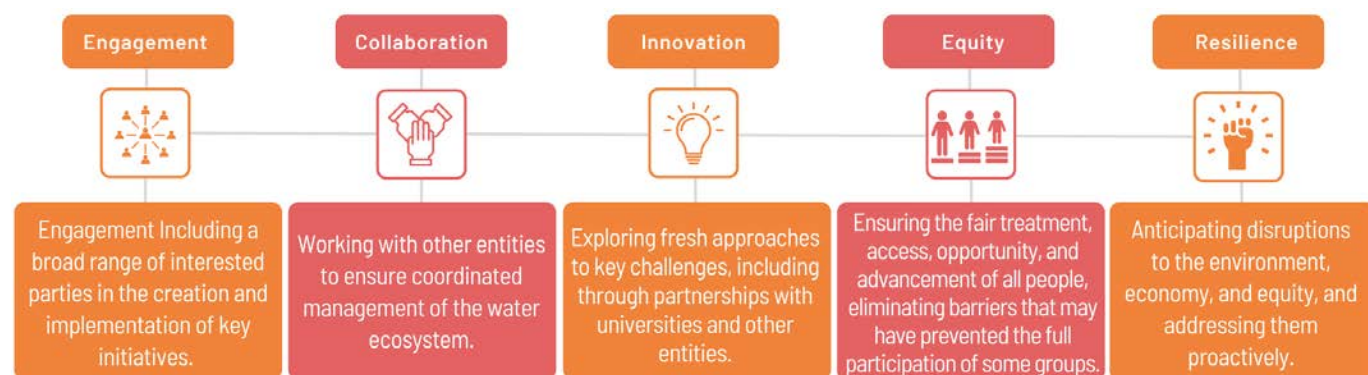 Engagement
Collaboration
Innovation
Equity
Resilience
Engagement Including a
broad range of interested
parties in the creation and
implementation of key
initiatives.
Working with other entities
to ensure coordinated
management of the water
ecosystem.
Exploring fresh approaches
to key challenges, including
through partnerships with
universities and other
entities.
Ensuring the fair treatment,
access, opportunity, and
advancement of all people,
eliminating barriers that may
have prevented the full
participation of some groups.
Anticipating disruptions
to the environment,
economy, and equity, and
addressing them
proactively.